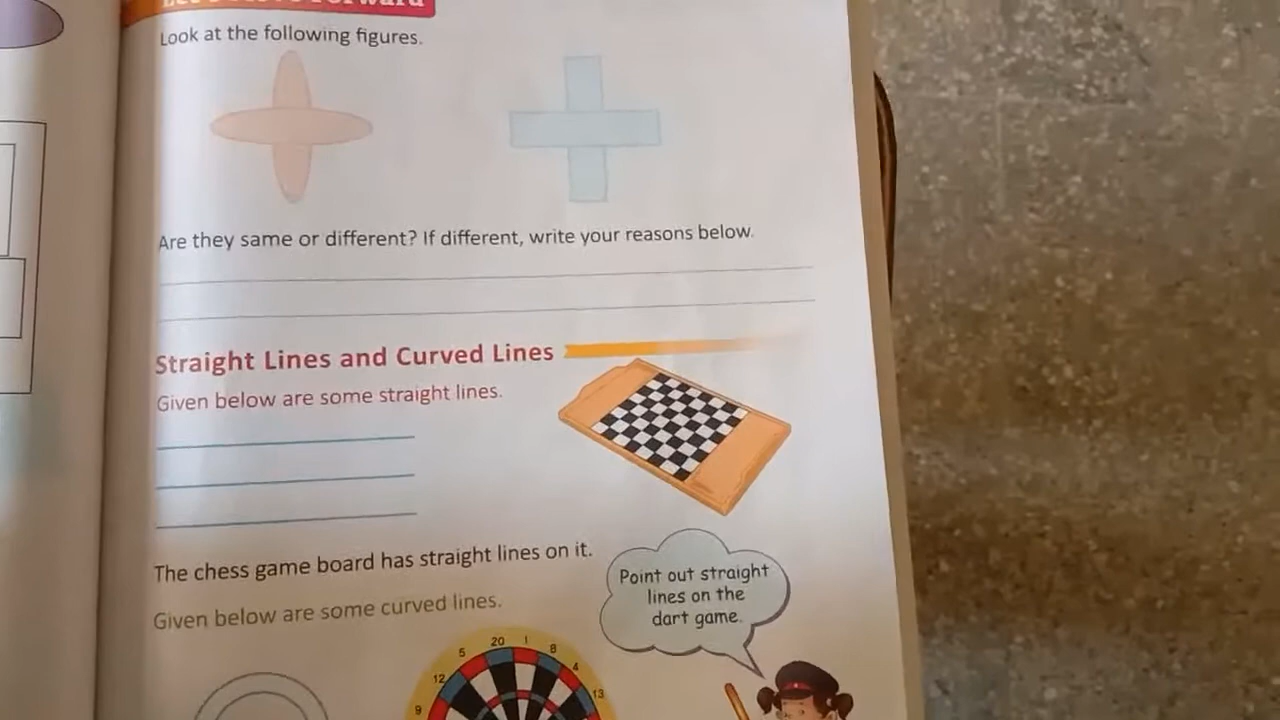 Look at the following figures.
Are they same or different? If different, write your reasons below.
Straight Lines and Curved Lines
Given below are some straight lines.
The chess game board has straight lines on it.
Point out straight
lines on the
dart game.
Given below are some curved lines.
20 1 8
5 4
12 13
9